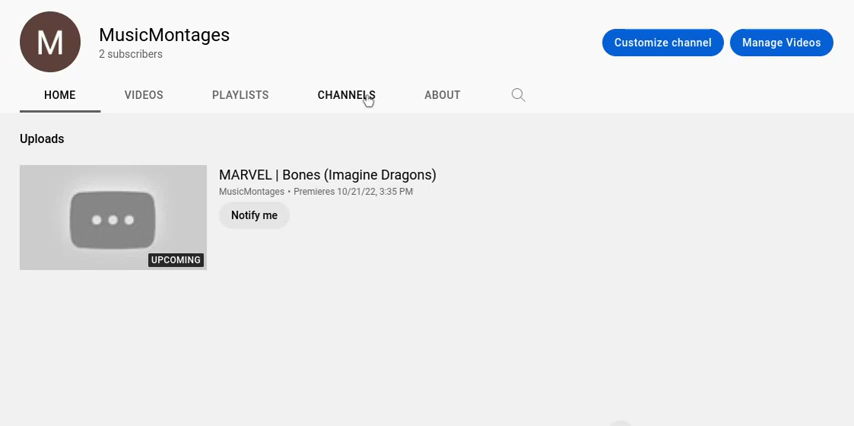 M
MusicMontages
2 subscribers
Customize channel
Manage Videos
HOME
VIDEOS
PLAYLISTS
CHANNELS
ABOUT
Uploads
MARVEL | Bones (Imagine Dragons)
MusicMontages • Premieres 10/21/22, 3:35 PM
Notify me
UPCOMING